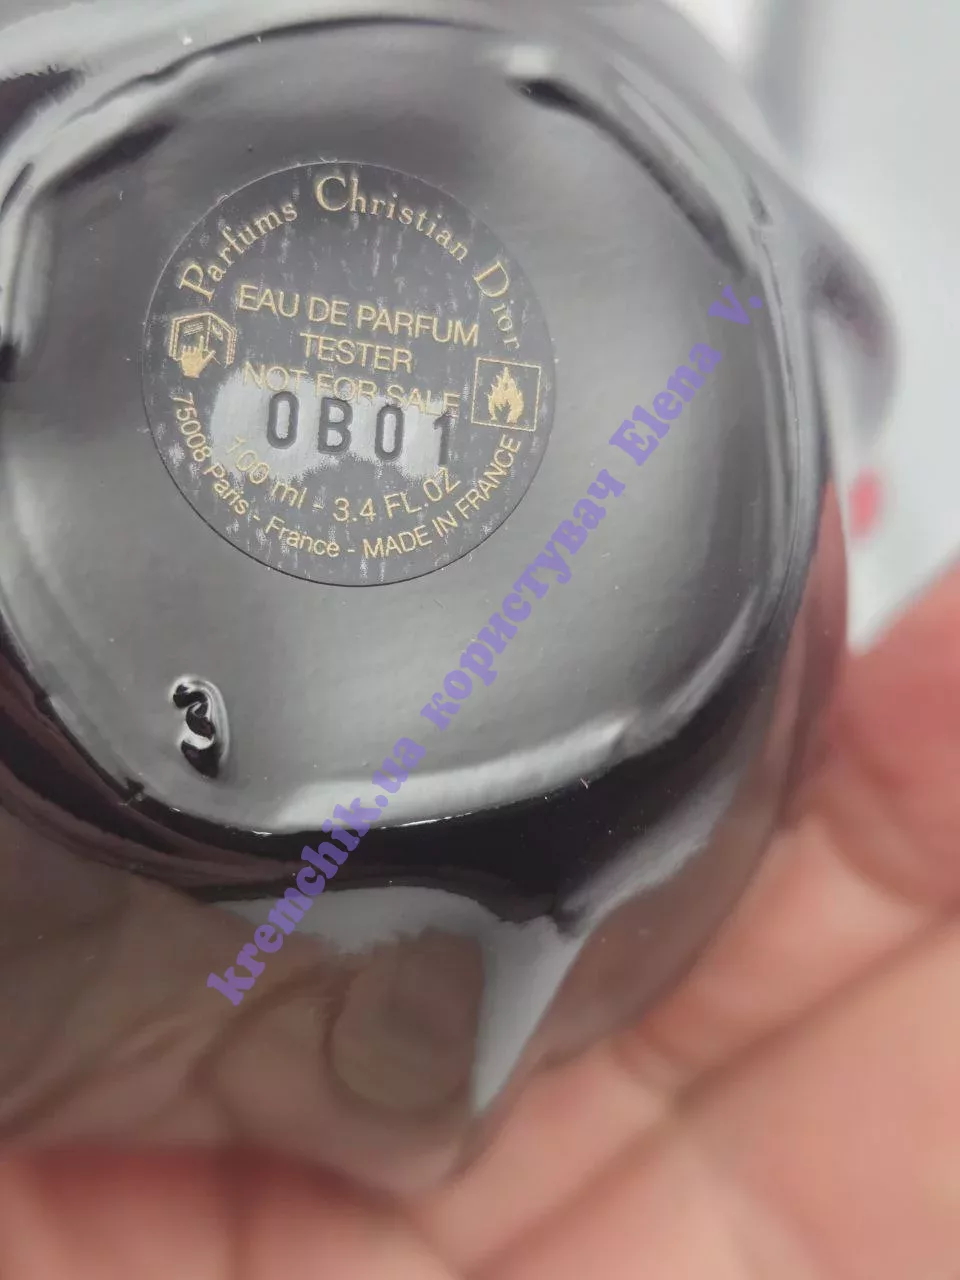 Parfums Christian Dior
EAU DE PARFUM
TESTER
NOT FOR SALE
0B01
100 ml - 3.4 FL.OZ
75008 Paris - France - MADE IN FRANCE
3
kremchik.ua користувач Elena V.